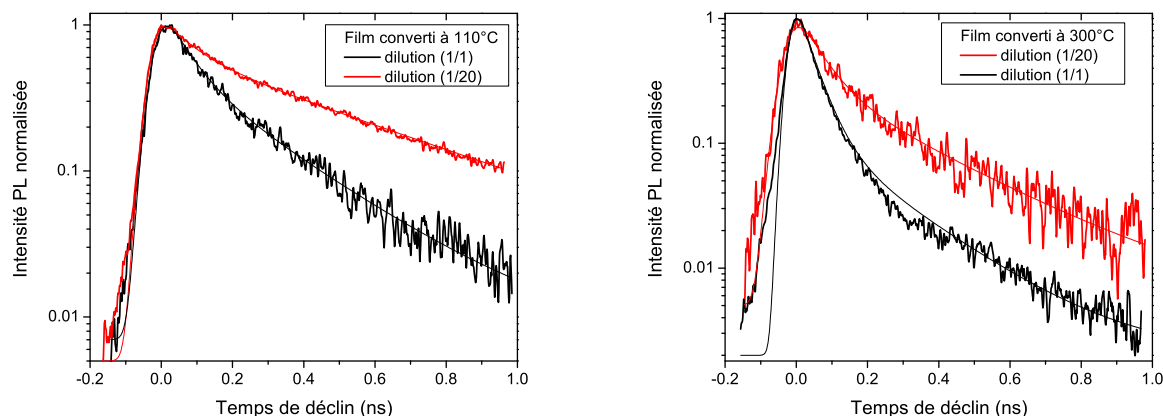 Film converti à 110°C
dilution (1/1)
dilution (1/20)
Intensité PL normalisée
1
0.1
0.01
-0.2
0.0
0.2
0.4
0.6
0.8
1.0
Temps de déclin (ns)
Film converti à 300°C
dilution (1/20)
dilution (1/1)
Intensité PL normalisée
1
0.1
0.01
-0.2
0.0
0.2
0.4
0.6
0.8
1.0
Temps de déclin (ns)